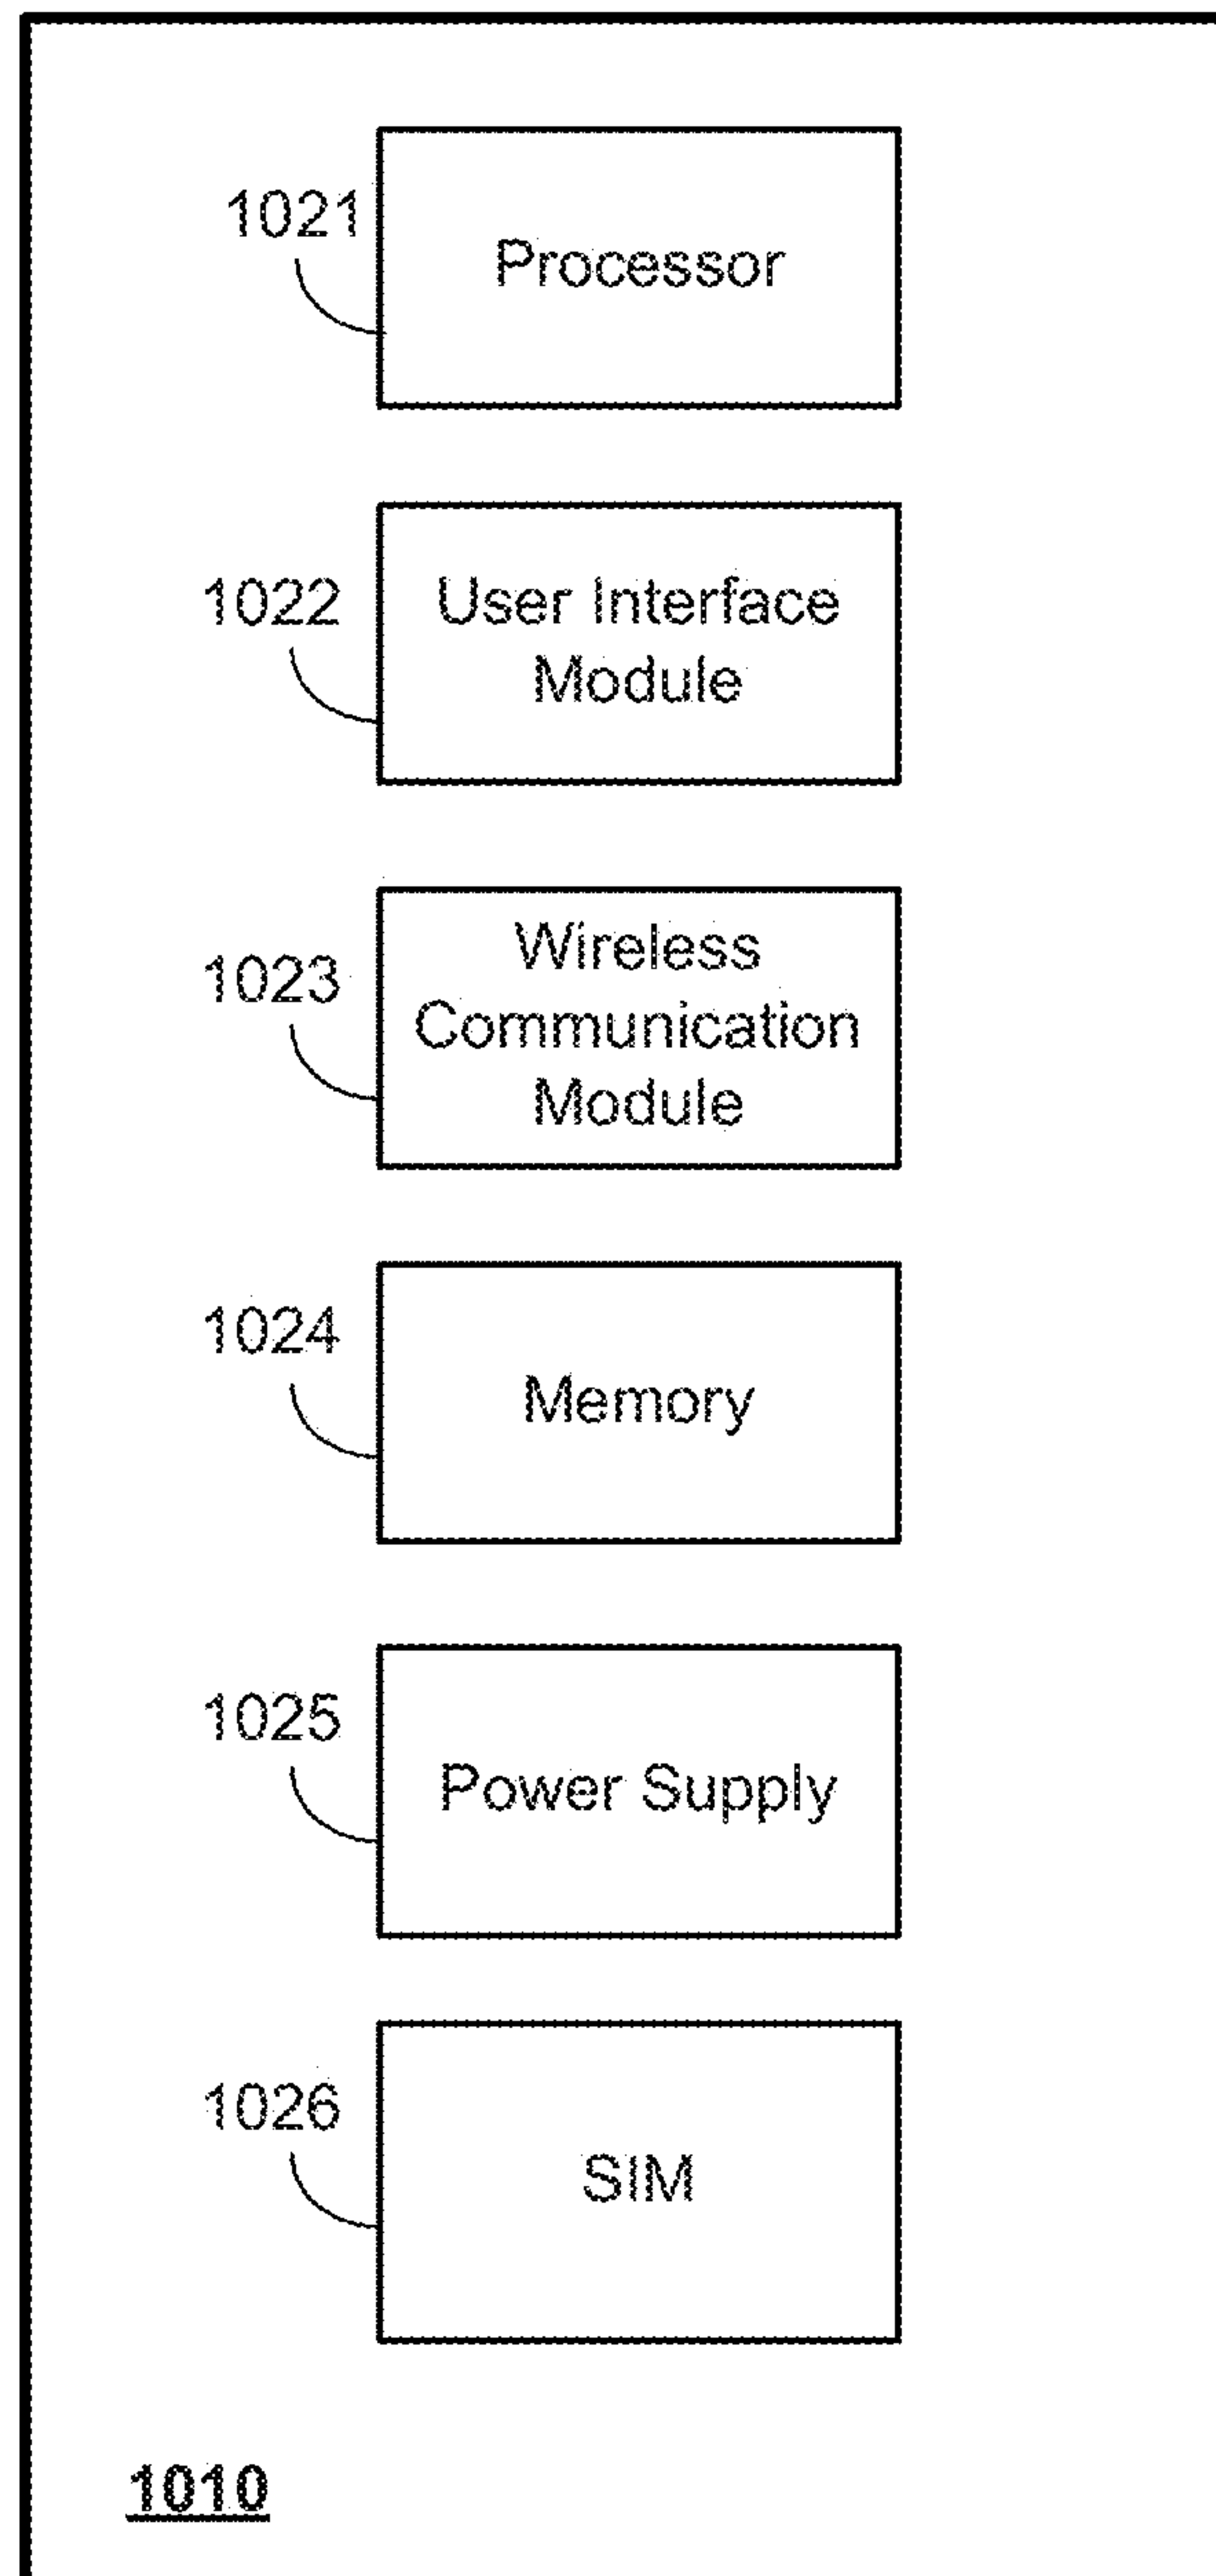 1021
Processor
1022
User Interface
Module
1023
Wireless
Communication
Module
1024
Memory
1025
Power Supply
1026
SIM
1010